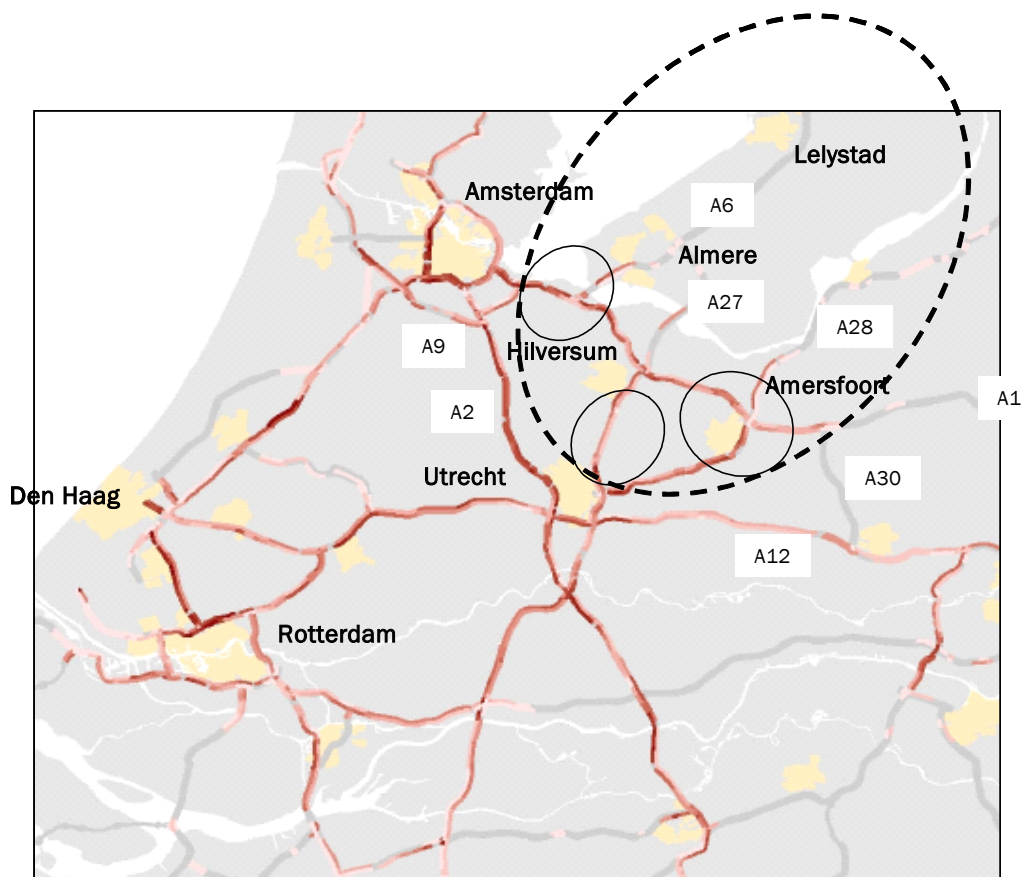 Lelystad
Amsterdam
A6
Almere
A27
A28
A9
Hilversum
Amersfoort
A1
A2
Utrecht
A30
Den Haag
A12
Rotterdam